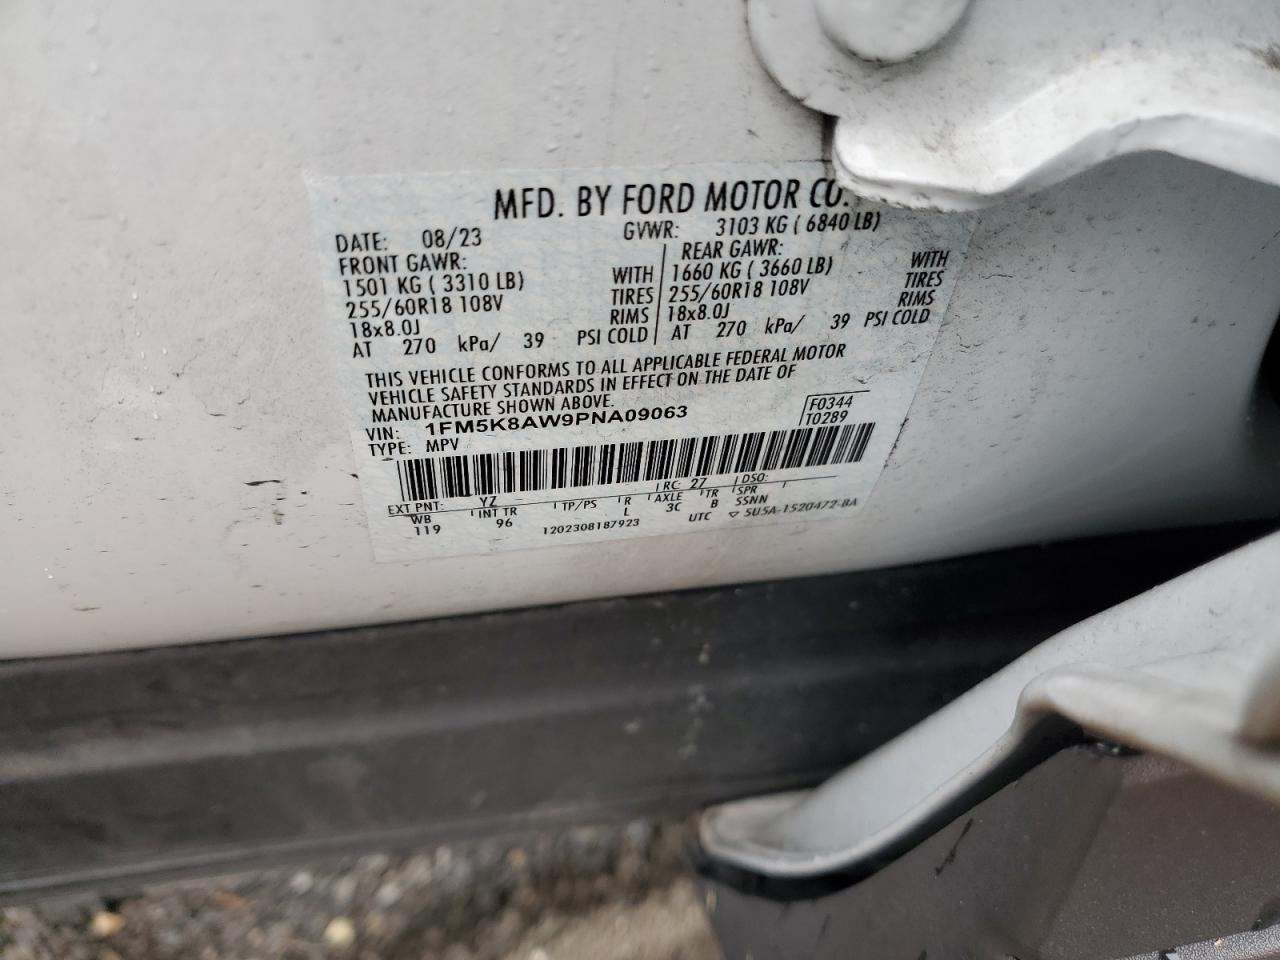 MFD. BY FORD MOTOR CO.
DATE: 08/23 GVWR: 3103 KG ( 6840 LB)
FRONT GAWR: REAR GAWR:
1501 KG ( 3310 LB) WITH 1660 KG ( 3660 LB) WITH
255/60R18 108V TIRES 255/60R18 108V TIRES
18x8.0J RIMS 18x8.0J RIMS
AT 270 kPa/ 39 PSI COLD AT 270 kPa/ 39 PSI COLD
THIS VEHICLE CONFORMS TO ALL APPLICABLE FEDERAL MOTOR
VEHICLE SAFETY STANDARDS IN EFFECT ON THE DATE OF
MANUFACTURE SHOWN ABOVE.
VIN: 1FM5K8AW9PNA09063 F0344
TYPE: MPV T0289
EXT PNT: YZ RC: 27 DSO:
WB INT TR TP/PS R AXLE TR SPR
119 96 L 3C B SSNN
1202308187923 UTC ▽ 5U5A-1520472-BA